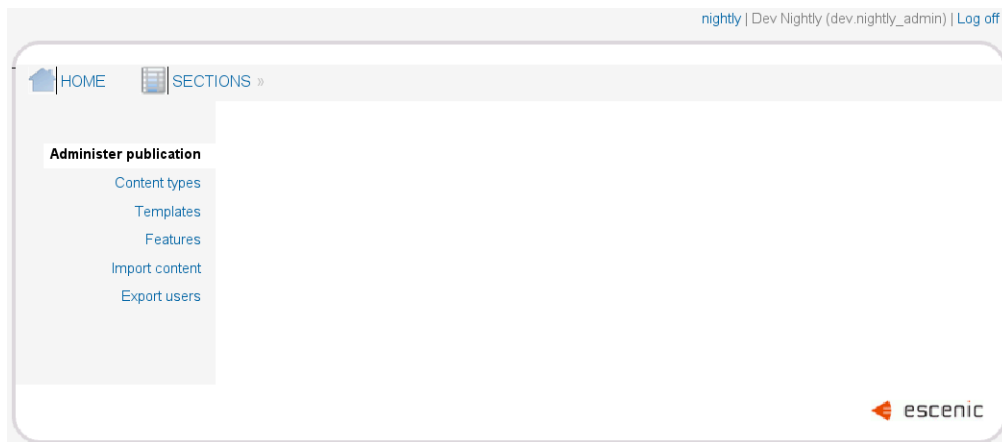 nightly | Dev Nightly (dev.nightly_admin) | Log off
HOME SECTIONS »
Administer publication
Content types
Templates
Features
Import content
Export users
escenic